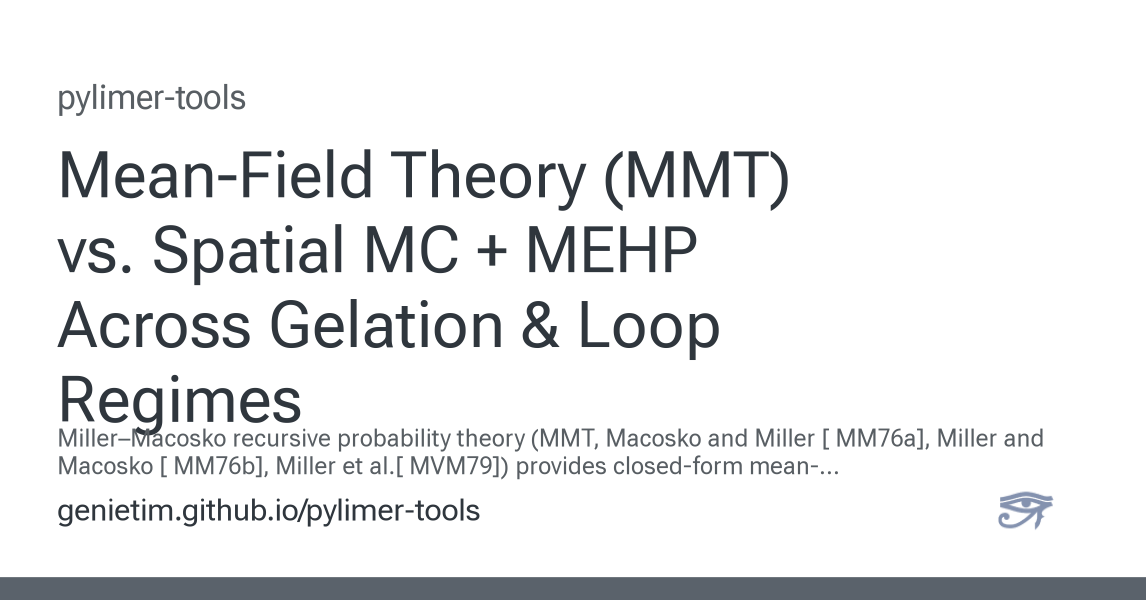 pylimer-tools
Mean-Field Theory (MMT)
vs. Spatial MC + MEHP
Across Gelation & Loop
Regimes
Miller–Macosko recursive probability theory (MMT, Macosko and Miller [ MM76a], Miller and
Macosko [ MM76b], Miller et al.[ MVM79]) provides closed-form mean-...
genietim.github.io/pylimer-tools